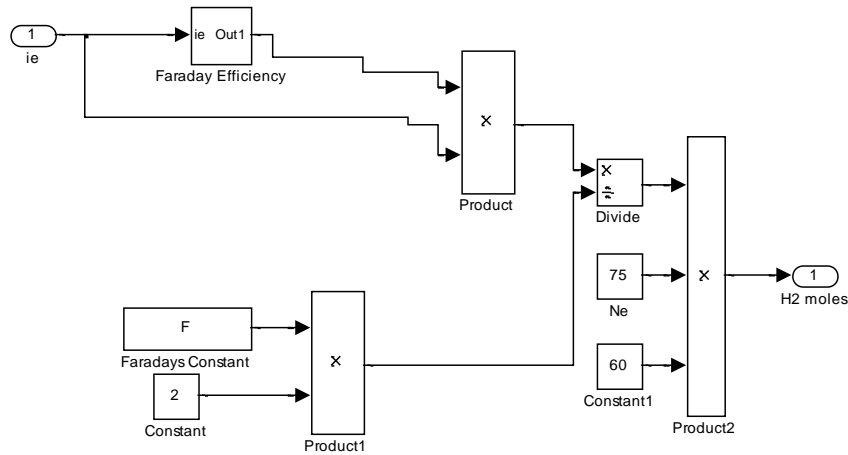 1
ie
ie Out1
Faraday Efficiency
Product
Divide
F
Faradays Constant
2
Constant
Product1
75
Ne
60
Constant1
Product2
1
H2 moles